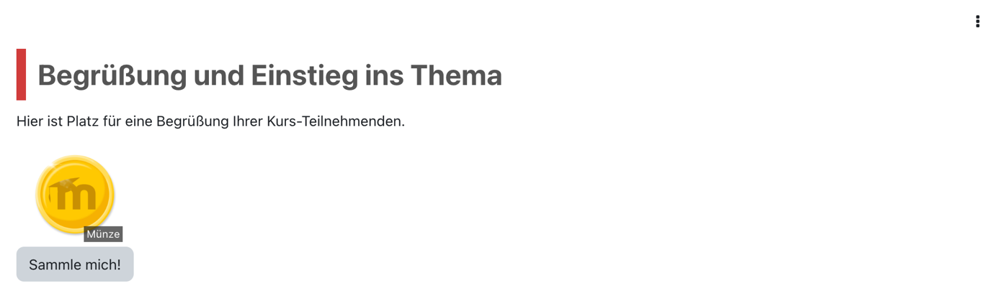 Begrüßung und Einstieg ins Thema
Hier ist Platz für eine Begrüßung Ihrer Kurs-Teilnehmenden.
m
Münze
Sammle mich!